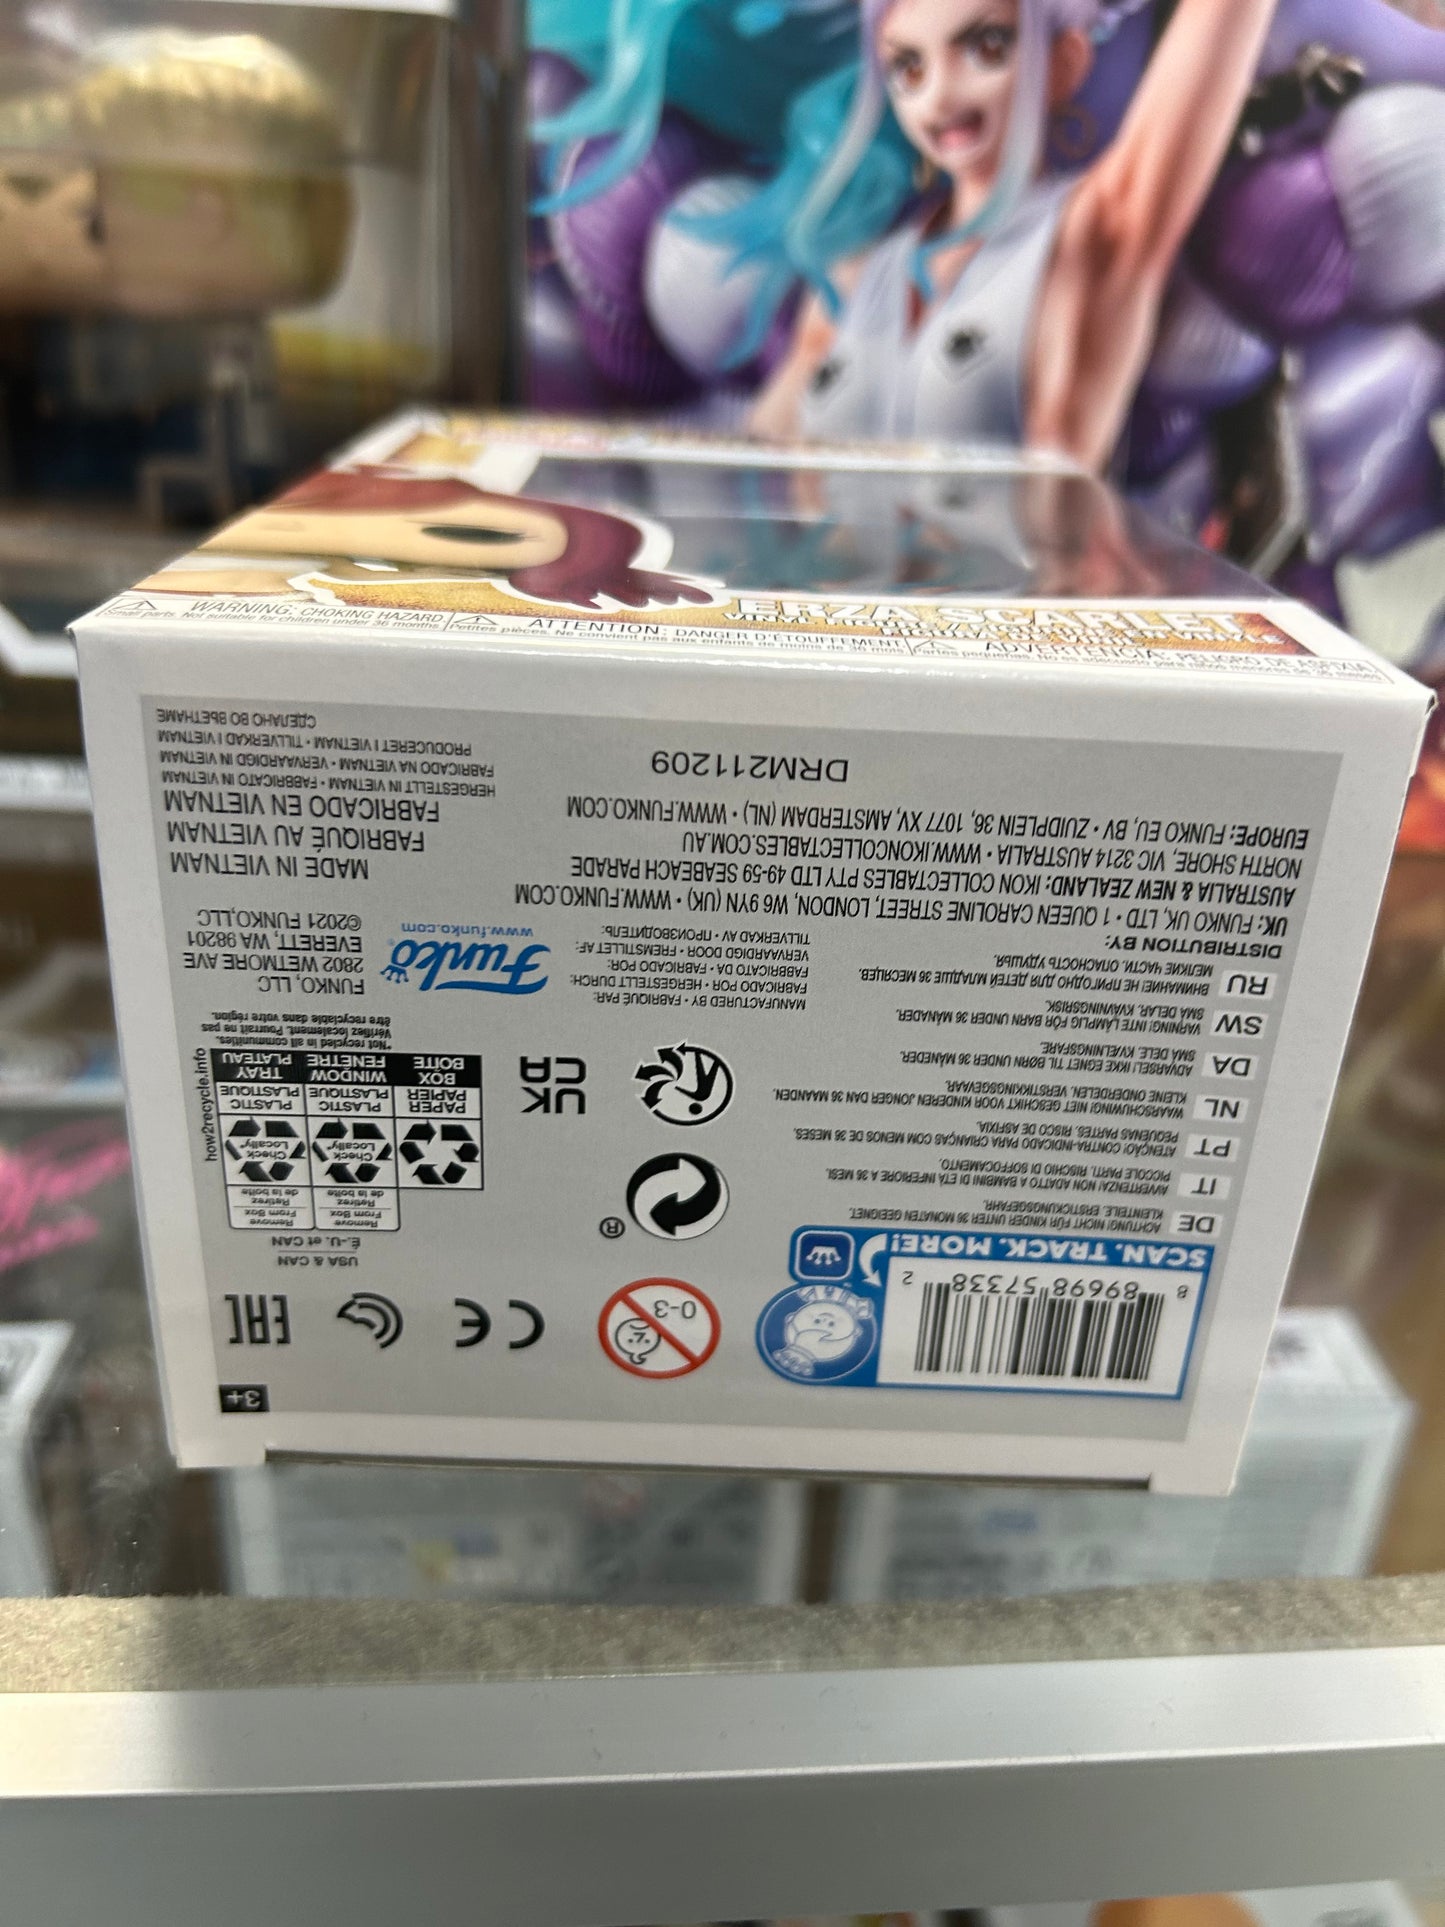 ERZA SCARLET
VINYL FIGURE / FIGURINE EN VINYLE
WARNING: CHOKING HAZARD.
Small parts. Not suitable for children under 36 months.
ATTENTION: DANGER D'ÉTOUFFEMENT.
Petites pièces. Ne convient pas aux enfants de moins de 36 mois.
ADVERTENCIA: PELIGRO DE ASFIXIA.
Partes pequeñas. No es adecuado para niños menores de 36 meses
3+
0-3
8 89698 57338 2
SCAN. TRACK. MORE!
USA & CAN
É.-U. et CAN
Remove From Box
Retirez de la boîte
Remove From Box
Retirez de la boîte
Check Locally*
Check Locally*
PAPER
PAPIER
BOX
BOÎTE
PLASTIC
PLASTIQUE
WINDOW
FENÊTRE
PLASTIC
PLASTIQUE
TRAY
PLATEAU
how2recycle.info
*Not recycled in all communities.
Vérifiez localement. Pourrait ne pas
être recyclable dans votre région.
®
UK
CA
CE
EAC
DE ACHTUNG! NICHT FÜR KINDER UNTER 36 MONATEN GEEIGNET.
KLEINTEILE. ERSTICKUNGSGEFAHR.
IT AVVERTENZA! NON ADATTO A BAMBINI DI ETÀ INFERIORE A 36 MESI.
PICCOLE PARTI. RISCHIO DI SOFFOCAMENTO.
PT ATENÇÃO! CONTRA-INDICADO PARA CRIANÇAS COM MENOS DE 36 MESES.
PEQUENAS PARTES. RISCO DE ASFIXIA.
NL WAARSCHUWING! NIET GESCHIKT VOOR KINDEREN JONGER DAN 36 MAANDEN.
KLEINE ONDERDELEN. VERSTIKKINGSGEVAAR.
DA ADVARSEL! IKKE EGNET TIL BØRN UNDER 36 MÅNEDER.
SMÅ DELE. KVÆLNINGSFARE.
SW VARNING! INTE LÄMPLIG FÖR BARN UNDER 36 MÅNADER.
SMÅ DELAR. KVÄVNINGSRISK.
RU ВНИМАНИЕ! НЕ ПРИГОДНО ДЛЯ ДЕТЕЙ МЛАДШЕ 36 МЕСЯЦЕВ.
МЕЛКИЕ ЧАСТИ. ОПАСНОСТЬ УДУШЬЯ.
MANUFACTURED BY • FABRIQUÉ PAR:
FABRICADO POR • HERGESTELLT DURCH:
FABBRICATO DA • FABRICADO POR:
VERVAARDIGD DOOR • FREMSTILLET AF:
TILLVERKAD AV • ПРОИЗВОДИТЕЛЬ:
Funko®
www.funko.com
FUNKO, LLC
2802 WETMORE AVE
EVERETT, WA 98201
©2021 FUNKO,LLC
DISTRIBUTION BY:
UK: FUNKO UK, LTD • 1 QUEEN CAROLINE STREET, LONDON, W6 9YN (UK) • WWW.FUNKO.COM
AUSTRALIA & NEW ZEALAND: IKON COLLECTABLES PTY LTD 49-59 SEABEACH PARADE
NORTH SHORE, VIC 3214 AUSTRALIA • WWW.IKONCOLLECTABLES.COM.AU
EUROPE: FUNKO EU, BV • ZUIDPLEIN 36, 1077 XV, AMSTERDAM (NL) • WWW.FUNKO.COM
DRM211209
MADE IN VIETNAM
FABRIQUÉ AU VIETNAM
FABRICADO EN VIETNAM
HERGESTELLT IN VIETNAM • FABBRICATO IN VIETNAM
FABRICADO NA VIETNAM • VERVAARDIGD IN VIETNAM
PRODUCERET I VIETNAM • TILLVERKAD I VIETNAM
СДЕЛАНО ВО ВЬЕТНАМЕ